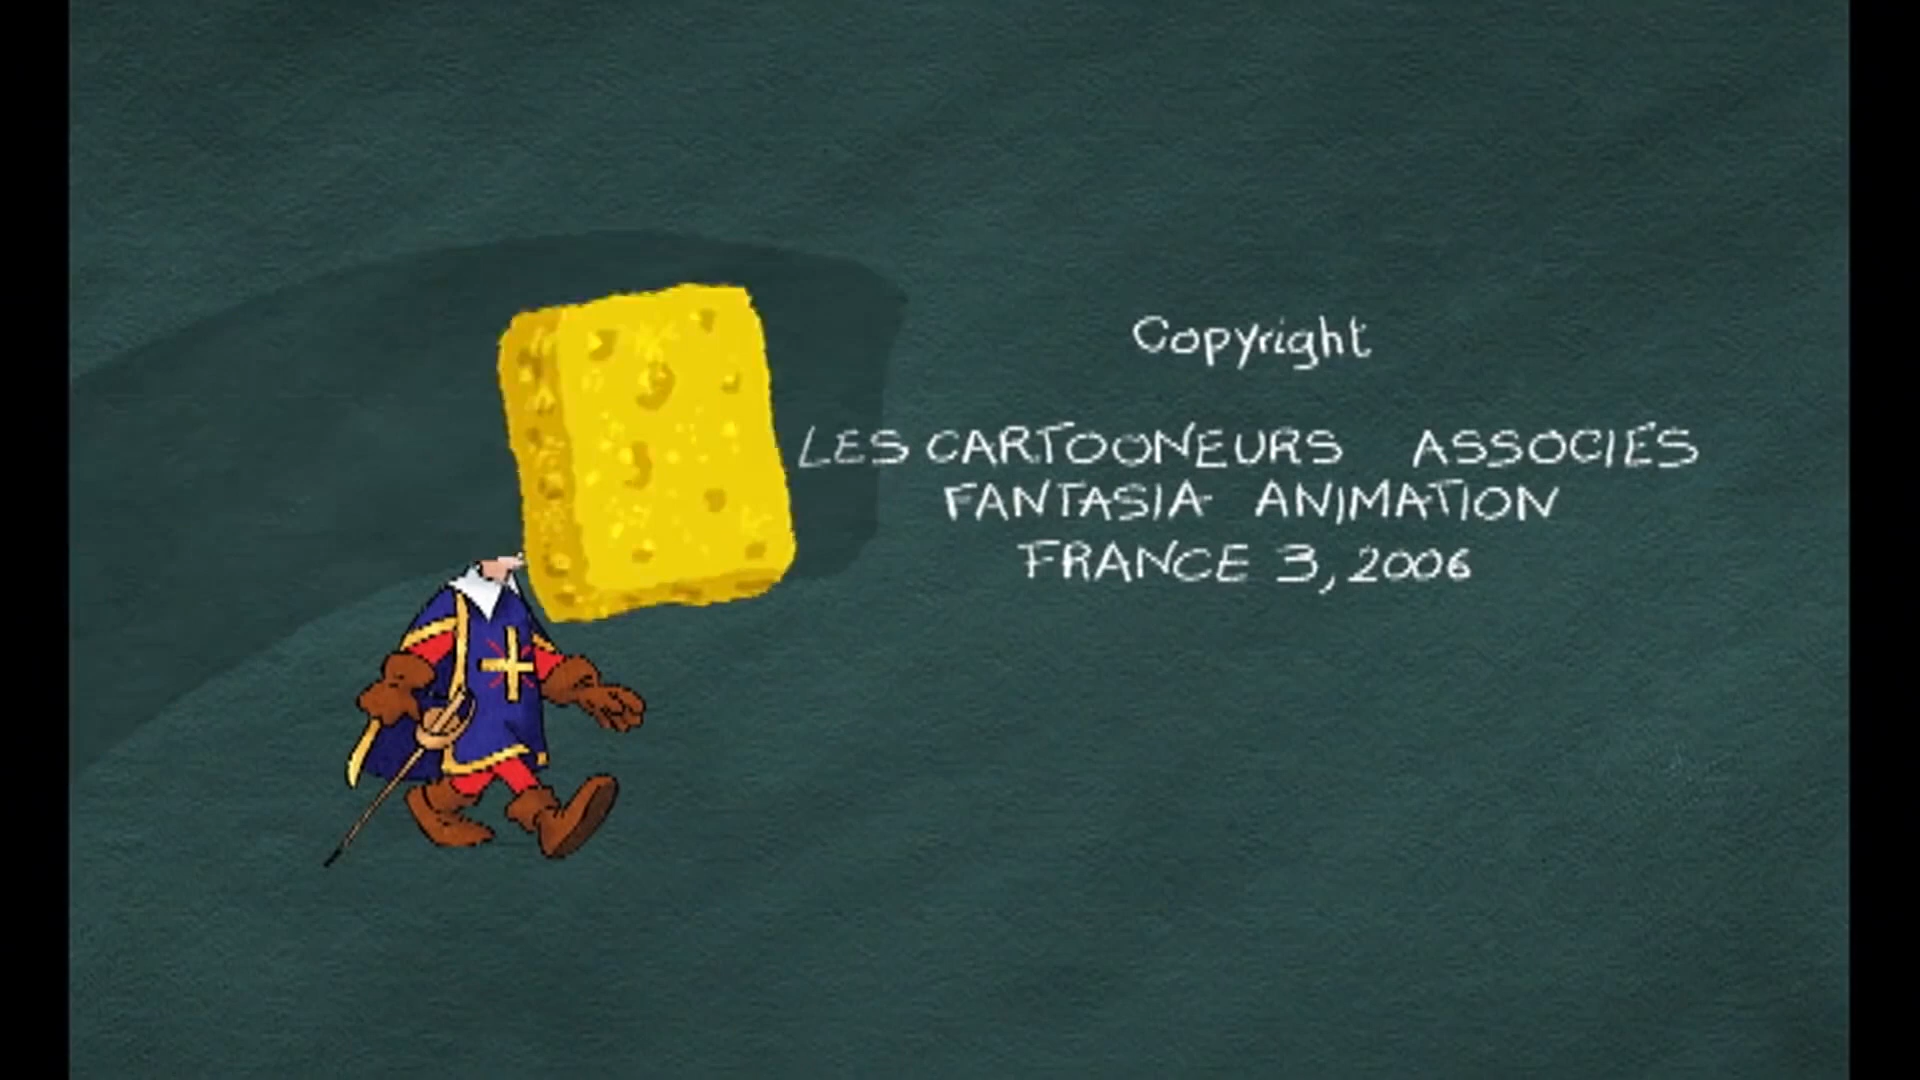 Copyright
LES CARTOONEURS ASSOCIES
FANTASIA ANIMATION
FRANCE 3, 2006